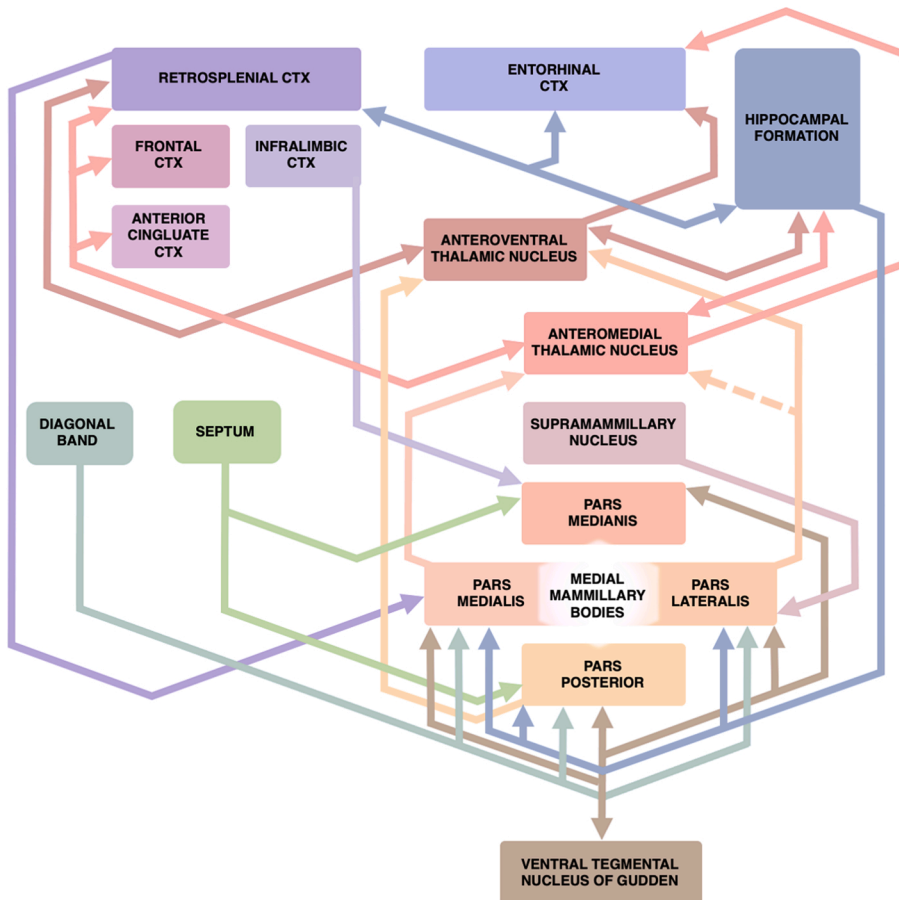 RETROSPLENIAL CTX
ENTORHINAL
CTX
HIPPOCAMPAL
FORMATION
FRONTAL
CTX
INFRALIMBIC
CTX
ANTERIOR
CINGLUATE
CTX
ANTEROVENTRAL
THALAMIC NUCLEUS
ANTEROMEDIAL
THALAMIC NUCLEUS
DIAGONAL
BAND
SEPTUM
SUPRAMAMMILLARY
NUCLEUS
PARS
MEDIANIS
PARS
MEDIALIS
MEDIAL
MAMMILLARY
BODIES
PARS
LATERALIS
PARS
POSTERIOR
VENTRAL TEGMENTAL
NUCLEUS OF GUDDEN